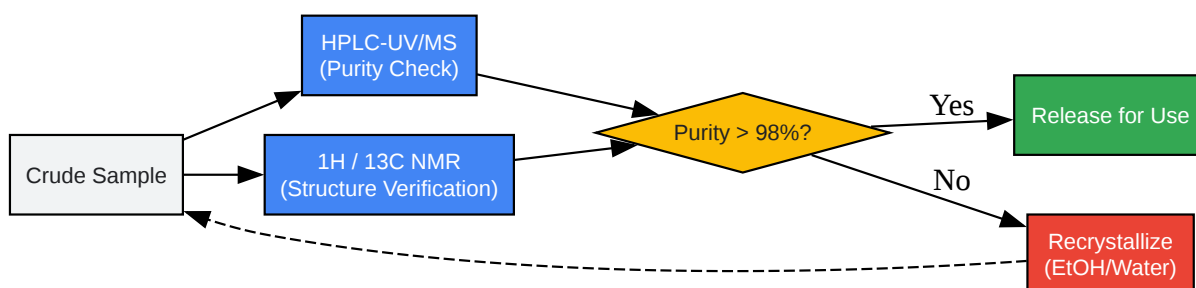 HPLC-UV/MS
(Purity Check)
Crude Sample
1H / 13C NMR
(Structure Verification)
Purity > 98%?
Yes
Release for Use
No
Recrystallize
(EtOH/Water)